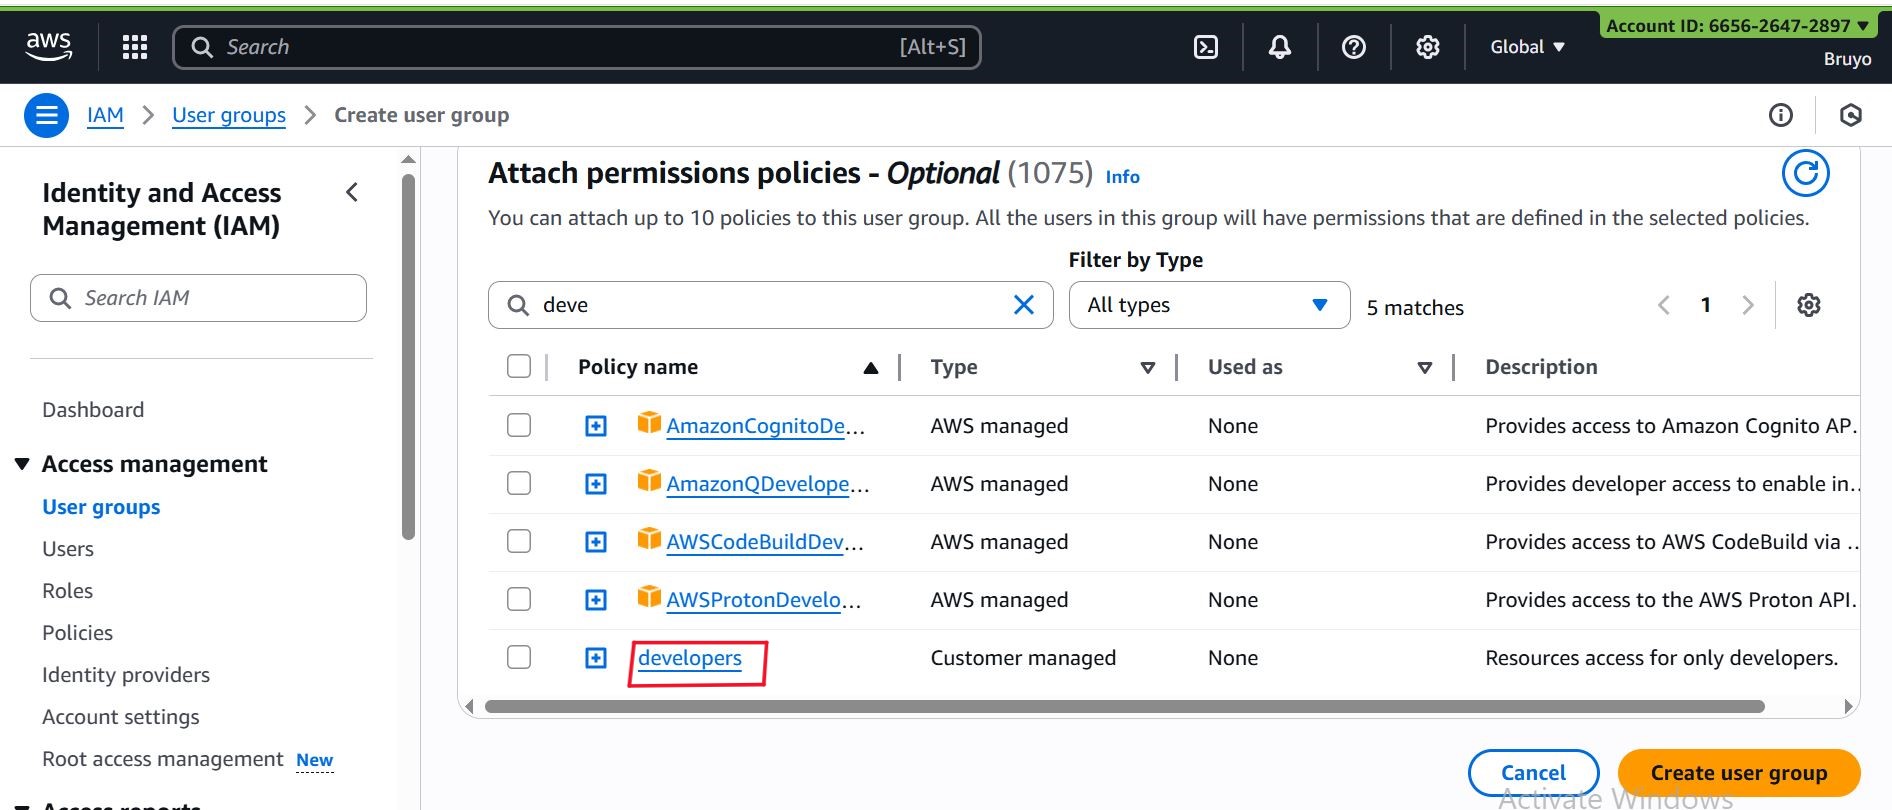 aws
Search
[Alt+S]
Global
Account ID: 6656-2647-2897
Bruyo
IAM
User groups
Create user group
Identity and Access
Management (IAM)
Search IAM
Dashboard
Access management
User groups
Users
Roles
Policies
Identity providers
Account settings
Root access management New
Access reports
Attach permissions policies - Optional (1075) Info
You can attach up to 10 policies to this user group. All the users in this group will have permissions that are defined in the selected policies.
Filter by Type
deve
All types
5 matches
1
Policy name Type Used as Description
AmazonCognitoDe... AWS managed None Provides access to Amazon Cognito AP.
AmazonQDevelope... AWS managed None Provides developer access to enable in..
AWSCodeBuildDev... AWS managed None Provides access to AWS CodeBuild via ..
AWSProtonDevelo... AWS managed None Provides access to the AWS Proton API.
developers Customer managed None Resources access for only developers.
Cancel
Create user group
Activate Windows